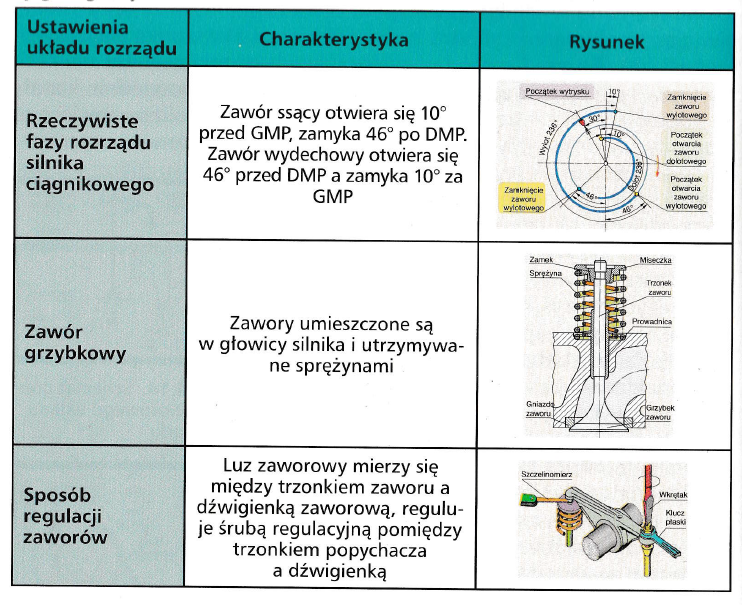 Ustawienia
układu rozrządu
Charakterystyka
Rysunek
Rzeczywiste
fazy rozrządu
silnika
ciągnikowego
Zawór ssący otwiera się 10°
przed GMP, zamyka 46° po DMP.
Zawór wydechowy otwiera się
46° przed DMP a zamyka 10° za
GMP
Początek wytrysku
10°
Zamknięcie
zaworu
wylotowego
30°
10°
Wylot 236°
Początek
otwarcia
zaworu
dolotowego
Dolot 236°
Zamknięcie
zaworu
wylotowego
46
46°
Początek
otwarcia
zaworu
wylotowego
Zawór
grzybkowy
Zawory umieszczone są
w głowicy silnika i utrzymywa-
ne sprężynami
Zamek
Miseczka
Sprężyna
Trzonek
zaworu
Prowadnica
Gniazdo
zaworu
Grzybek
zaworu
Sposób
regulacji
zaworów
Luz zaworowy mierzy się
między trzonkiem zaworu a
dźwigienką zaworową, regulu-
je śrubą regulacyjną pomiędzy
trzonkiem popychacza
a dźwigienką
Szczelinomierz
Wkrętak
Klucz
płaski